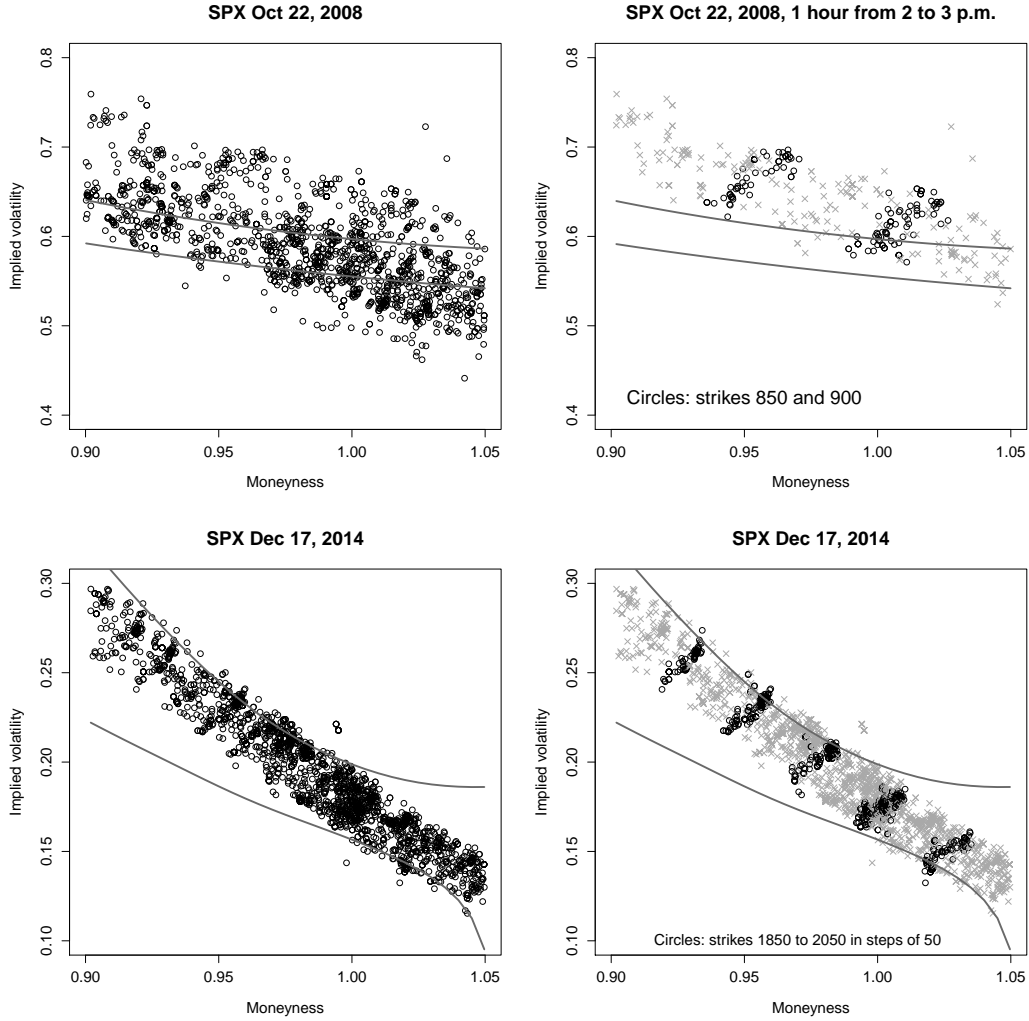 SPX Oct 22, 2008
SPX Oct 22, 2008, 1 hour from 2 to 3 p.m.
Implied volatility
0.8
0.7
0.6
0.5
0.4
0.90
0.95
1.00
1.05
Moneyness
Implied volatility
0.8
0.7
0.6
0.5
0.4
Circles: strikes 850 and 900
0.90
0.95
1.00
1.05
Moneyness
SPX Dec 17, 2014
SPX Dec 17, 2014
Implied volatility
0.30
0.25
0.20
0.15
0.10
0.90
0.95
1.00
1.05
Moneyness
Implied volatility
0.30
0.25
0.20
0.15
0.10
Circles: strikes 1850 to 2050 in steps of 50
0.90
0.95
1.00
1.05
Moneyness